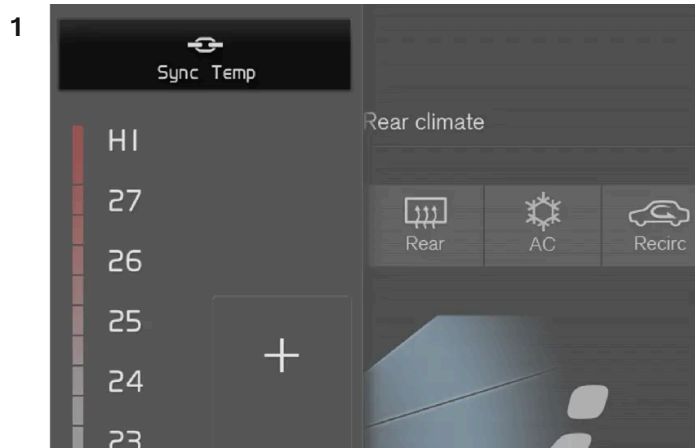 1
Sync Temp
HI
27
26
25
24
23
+
Rear climate
Rear
AC
Recirc